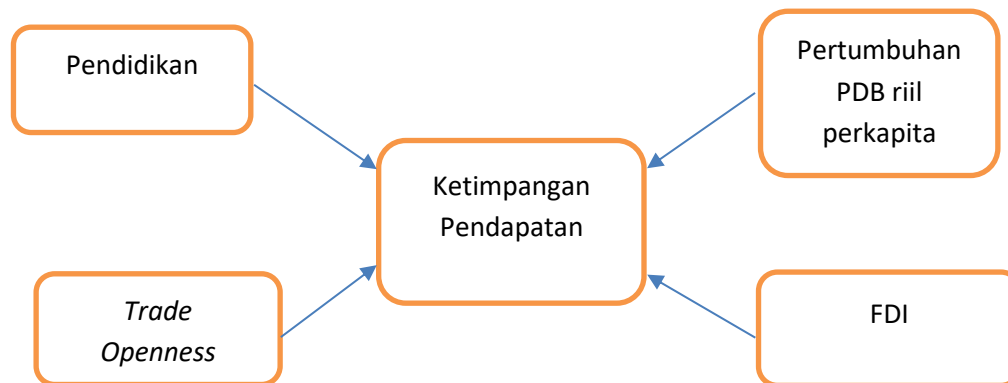 Pendidikan
Pertumbuhan
PDB riil
perkapita
Ketimpangan
Pendapatan
Trade
Openness
FDI